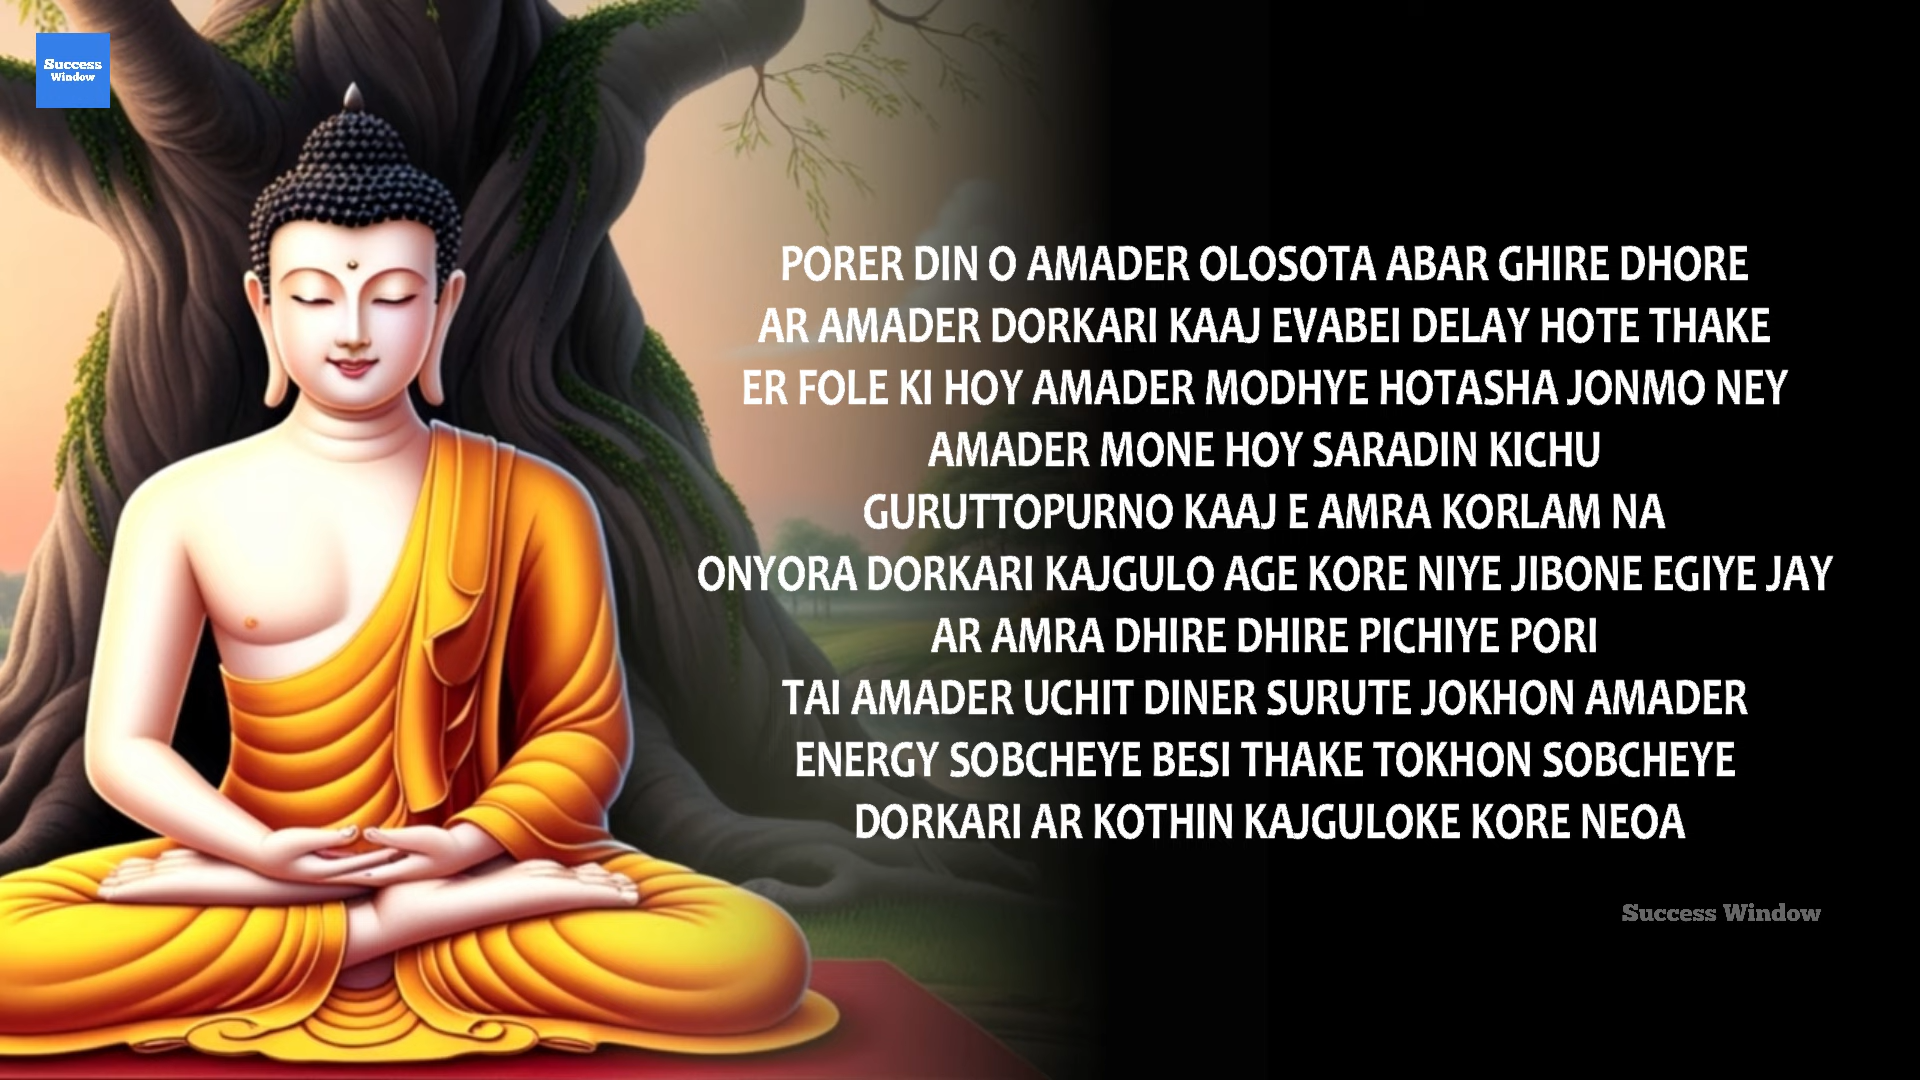 Success
Window
PORER DIN O AMADER OLOSOTA ABAR GHIRE DHORE
AR AMADER DORKARI KAAJ EVABEI DELAY HOTE THAKE
ER FOLE KI HOY AMADER MODHYE HOTASHA JONMO NEY
AMADER MONE HOY SARADIN KICHU
GURUTTOPURNO KAAJ E AMRA KORLAM NA
ONYORA DORKARI KAJGULO AGE KORE NIYE JIBONE EGIYE JAY
AR AMRA DHIRE DHIRE PICHIYE PORI
TAI AMADER UCHIT DINER SURUTE JOKHON AMADER
ENERGY SOBCHEYE BESI THAKE TOKHON SOBCHEYE
DORKARI AR KOTHIN KAJGULOKE KORE NEOA
Success Window